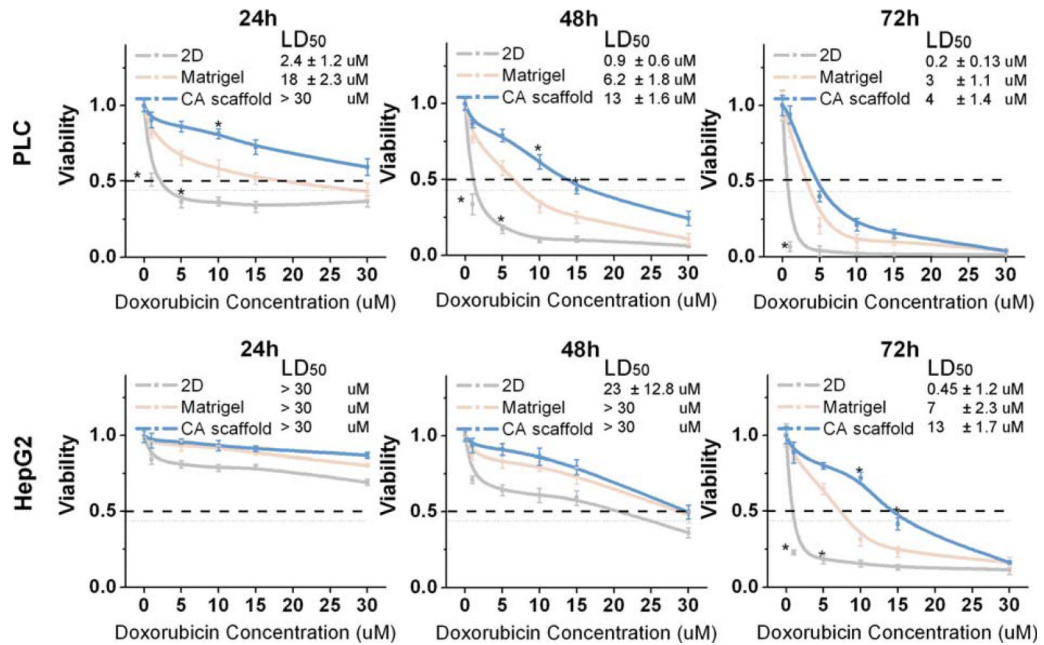 24h
48h
72h
PLC
2D
Matrigel
CA scaffold
LD50
2.4 ± 1.2 uM
18 ± 2.3 uM
> 30 uM
Viability
1.0
0.5
0.0
0 5 10 15 20 25 30
Doxorubicin Concentration (uM)
2D
Matrigel
CA scaffold
LD50
0.9 ± 0.6 uM
6.2 ± 1.8 uM
13 ± 1.6 uM
Viability
1.0
0.5
0.0
0 5 10 15 20 25 30
Doxorubicin Concentration (uM)
2D
Matrigel
CA scaffold
LD50
0.2 ± 0.13 uM
3 ± 1.1 uM
4 ± 1.4 uM
Viability
1.0
0.5
0.0
0 5 10 15 20 25 30
Doxorubicin Concentration (uM)
24h
48h
72h
HepG2
2D
Matrigel
CA scaffold
LD50
> 30 uM
> 30 uM
> 30 uM
Viability
1.0
0.5
0.0
0 5 10 15 20 25 30
Doxorubicin Concentration (uM)
2D
Matrigel
CA scaffold
LD50
23 ± 12.8 uM
> 30 uM
> 30 uM
Viability
1.0
0.5
0.0
0 5 10 15 20 25 30
Doxorubicin Concentration (uM)
2D
Matrigel
CA scaffold
LD50
0.45 ± 1.2 uM
7 ± 2.3 uM
13 ± 1.7 uM
Viability
1.0
0.5
0.0
0 5 10 15 20 25 30
Doxorubicin Concentration (uM)